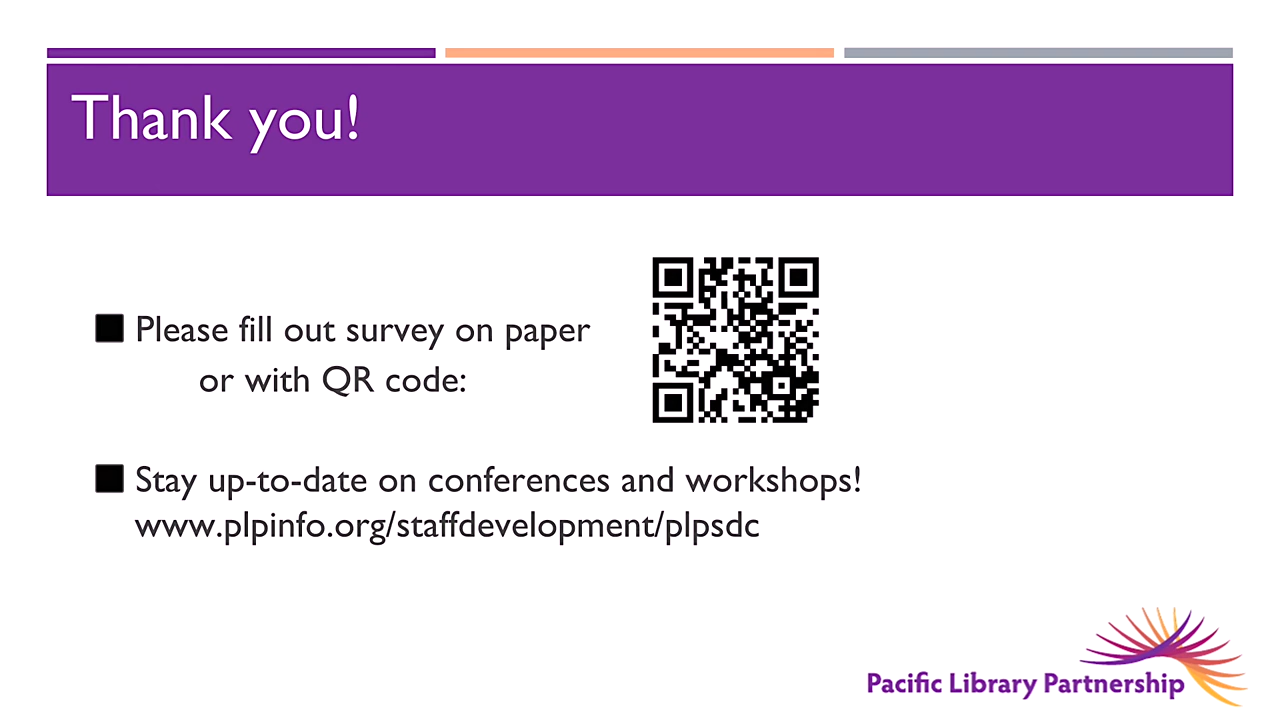 Thank you!
Please fill out survey on paper
or with QR code:
Stay up-to-date on conferences and workshops!
www.plpinfo.org/staffdevelopment/plpsdc
Pacific Library Partnership